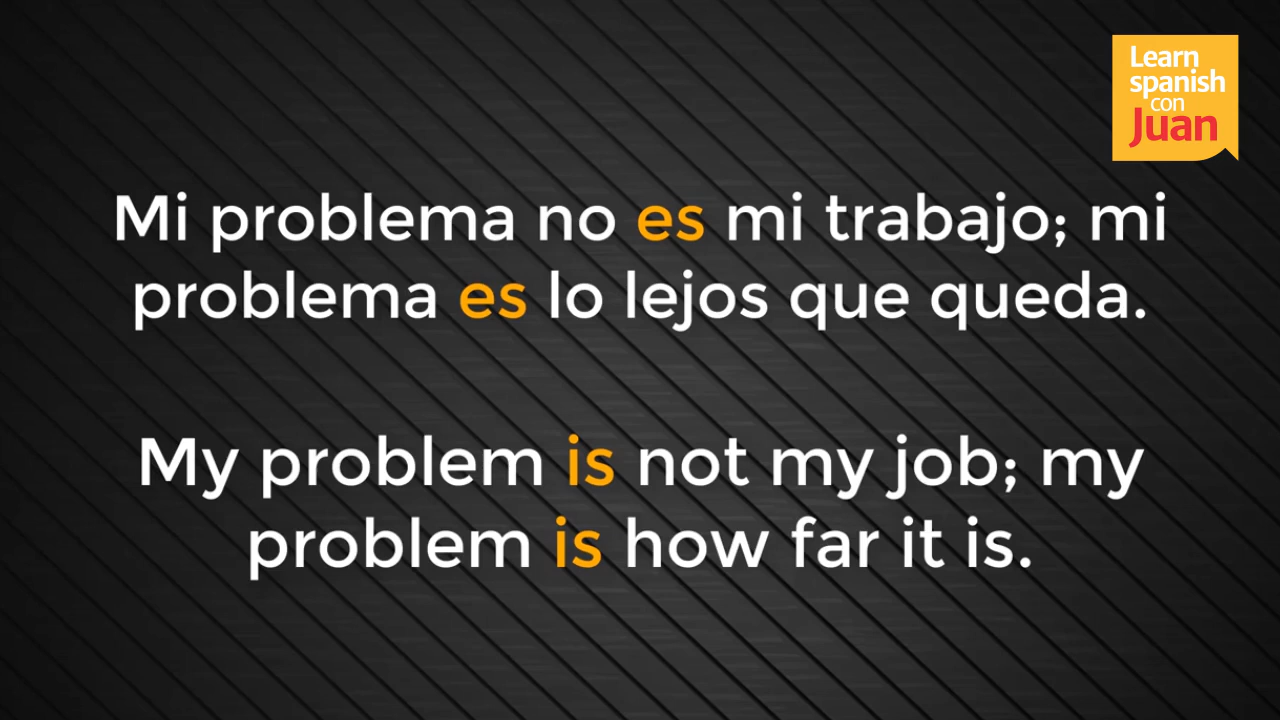 Learn
spanish
con
Juan
Mi problema no es mi trabajo; mi
problema es lo lejos que queda.
My problem is not my job; my
problem is how far it is.